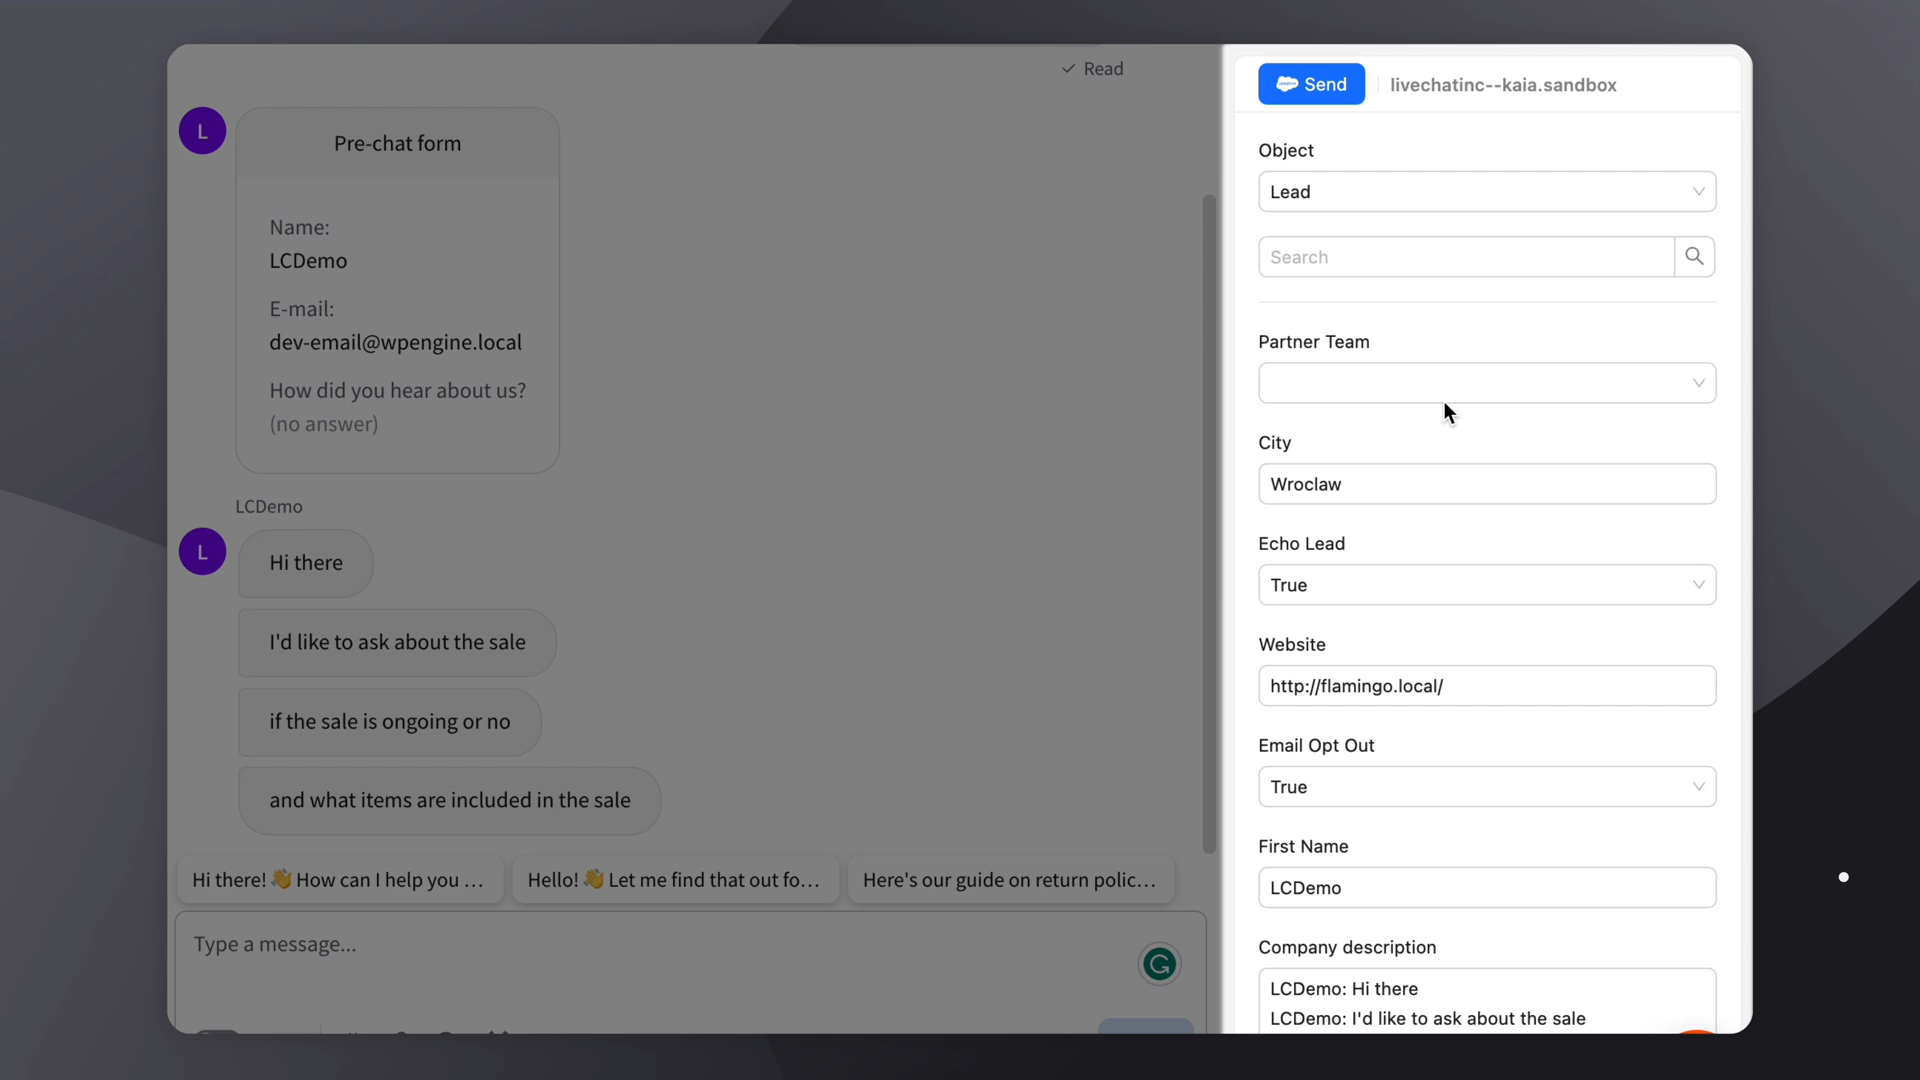 Read
L
Pre-chat form
Name:
LCDemo
E-mail:
dev-email@wpengine.local
How did you hear about us?
(no answer)
LCDemo
L
Hi there
I'd like to ask about the sale
if the sale is ongoing or no
and what items are included in the sale
Hi there! 👋 How can I help you ...
Hello! 👋 Let me find that out fo...
Here's our guide on return polic...
Type a message...
Send
livechatinc--kaia.sandbox
Object
Lead
Search
Partner Team
City
Wroclaw
Echo Lead
True
Website
http://flamingo.local/
Email Opt Out
True
First Name
LCDemo
Company description
LCDemo: Hi there
LCDemo: I'd like to ask about the sale